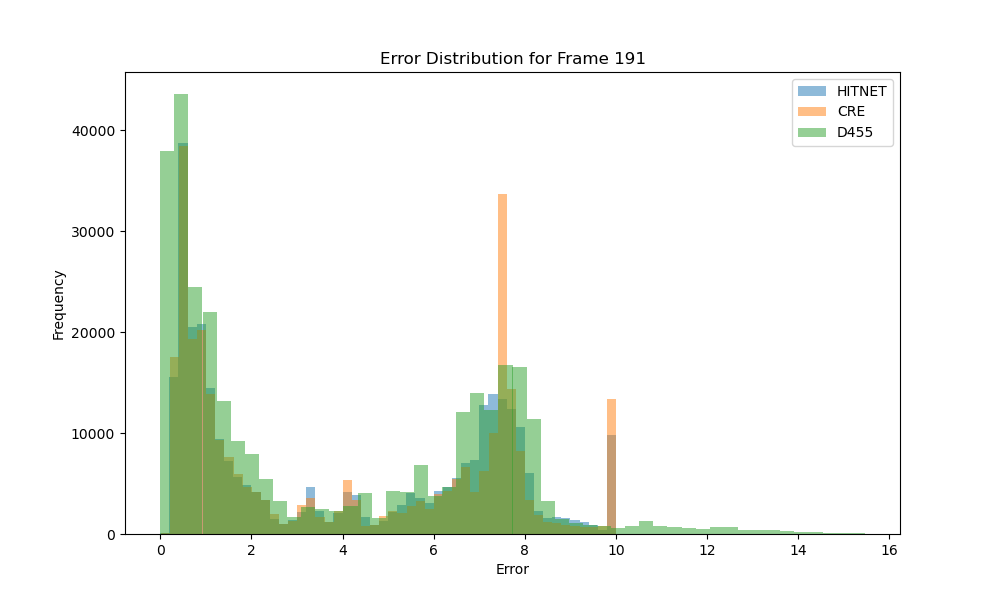 Error Distribution for Frame 191
HITNET
CRE
D455
40000
30000
20000
10000
0
Frequency
0 2 4 6 8 10 12 14 16
Error